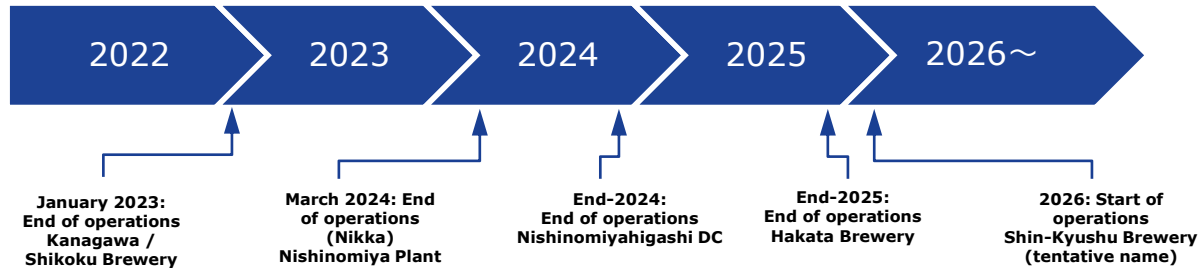 2022
2023
2024
2025
2026～
January 2023:
End of operations
Kanagawa /
Shikoku Brewery
March 2024: End
of operations
(Nikka)
Nishinomiya Plant
End-2024:
End of operations
Nishinomiyahigashi DC
End-2025:
End of operations
Hakata Brewery
2026: Start of
operations
Shin-Kyushu Brewery
(tentative name)